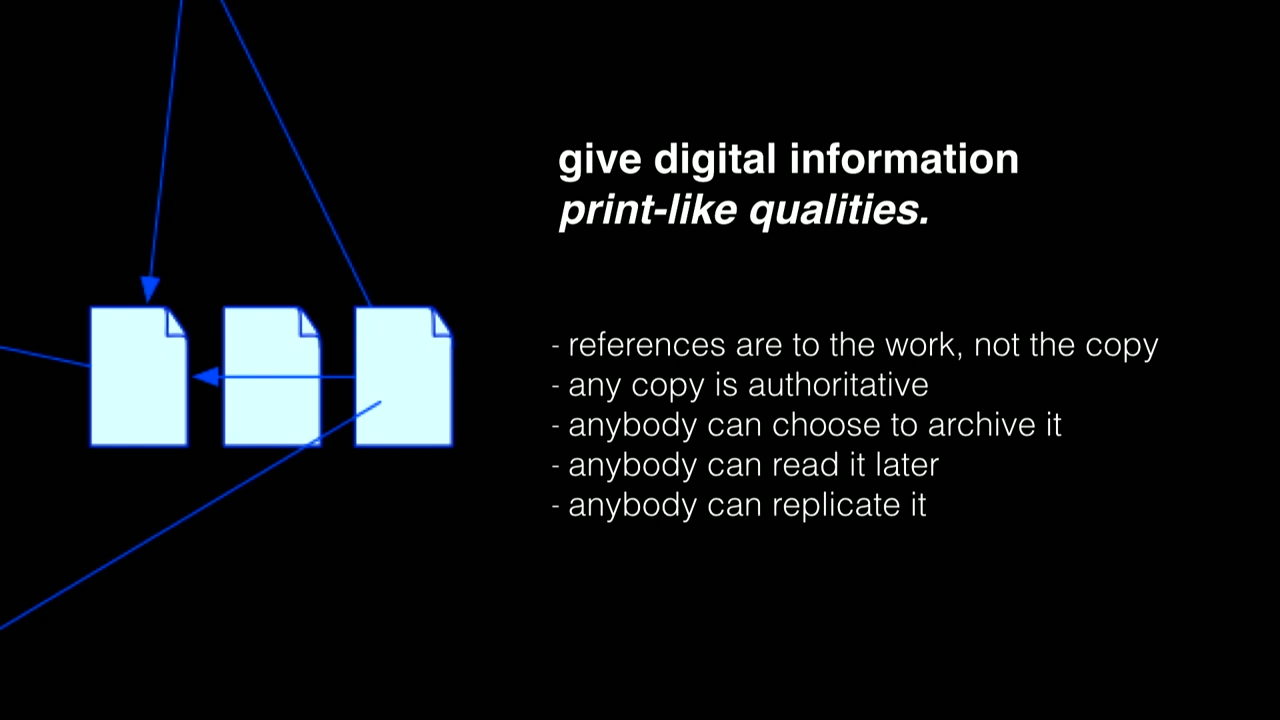 give digital information
print-like qualities.
- references are to the work, not the copy
- any copy is authoritative
- anybody can choose to archive it
- anybody can read it later
- anybody can replicate it